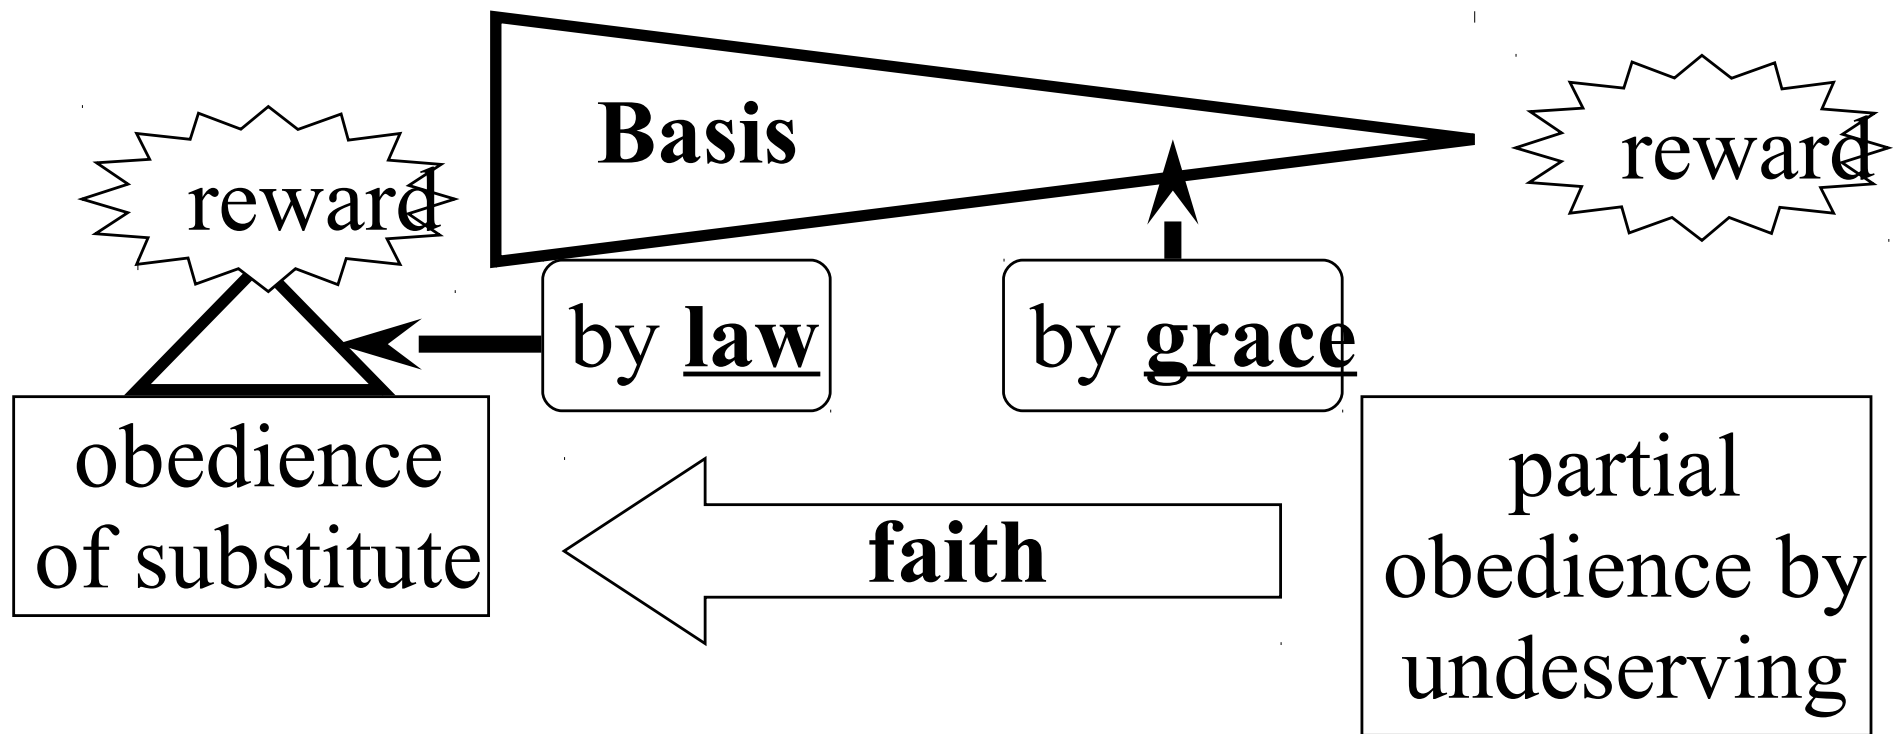 Basis
reward
reward
by law
by grace
obedience
of substitute
faith
partial
obedience by
undeserving